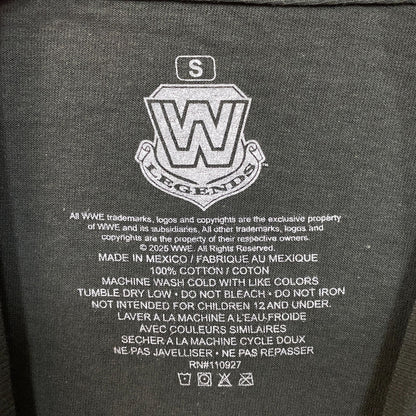 S
W
LEGENDS
All WWE trademarks, logos and copyrights are the exclusive property
of WWE and its subsidiaries. All other trademarks, logos and
copyrights are the property of their respective owners.
© 2025 WWE. All Rights Reserved.
MADE IN MEXICO / FABRIQUE AU MEXIQUE
100% COTTON / COTON
MACHINE WASH COLD WITH LIKE COLORS
TUMBLE DRY LOW • DO NOT BLEACH • DO NOT IRON
NOT INTENDED FOR CHILDREN 12 AND UNDER.
LAVER A LA MACHINE A L'EAU-FROIDE
AVEC COULEURS SIMILAIRES
SECHER A LA MACHINE CYCLE DOUX
NE-PAS JAVELLISER • NE PAS REPASSER
RN#110927